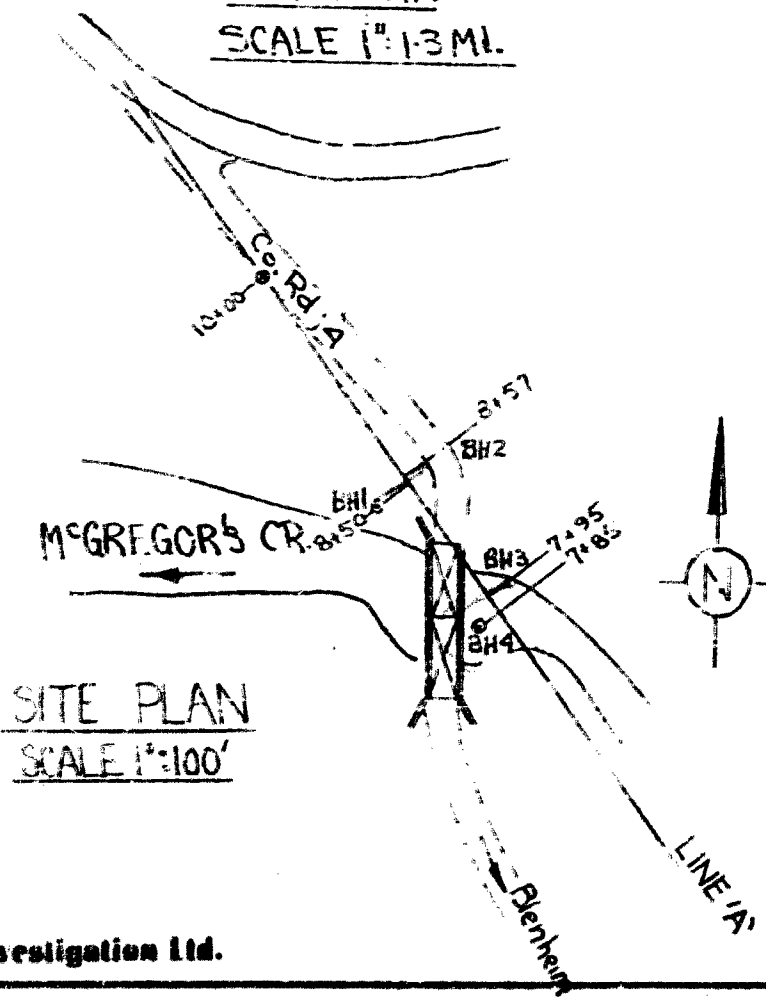 SCALE 1":1.3 MI.
Co. Rd. 'A
10+00
8+57
BH2
BH1
8+50
McGREGOR'S CR.
7+95
7+85
BH3
BH4
N
SITE PLAN
SCALE 1":100'
LINE 'A'
Blenheim
vestigation Ltd.